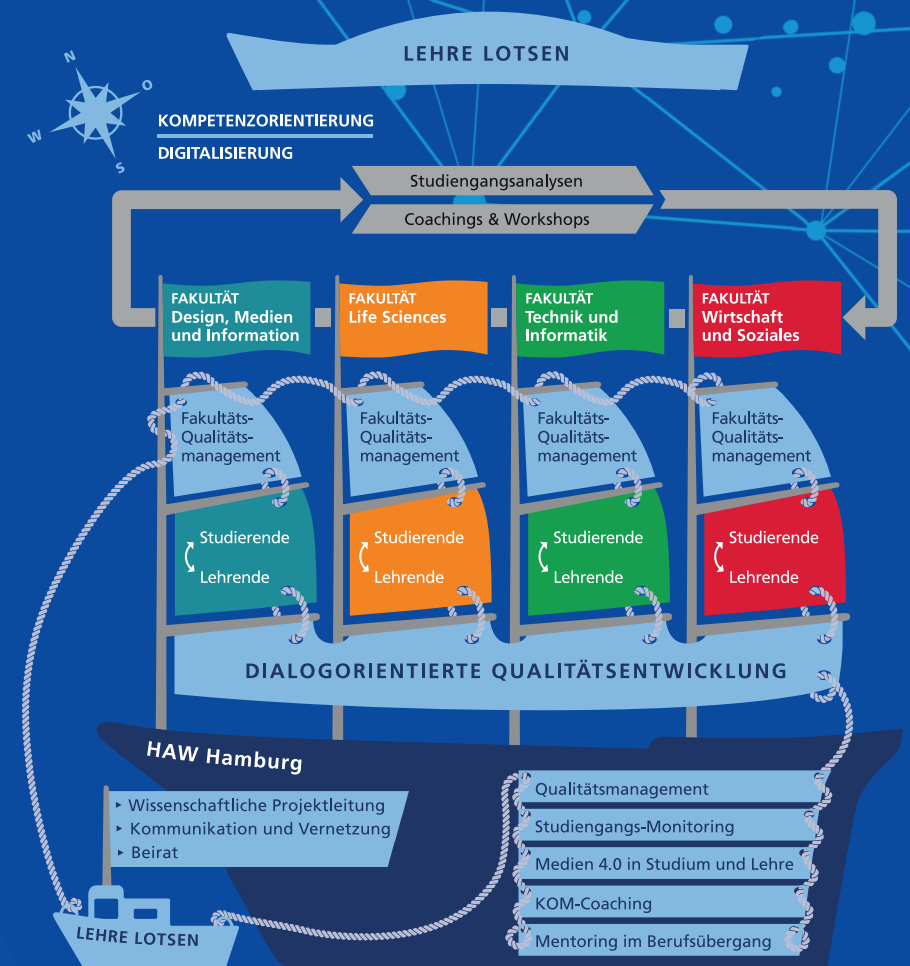 LEHRE LOTSEN
N
O
W
S
KOMPETENZORIENTIERUNG
DIGITALISIERUNG
Studiengangsanalysen
Coachings & Workshops
FAKULTÄT
Design, Medien
und Information
FAKULTÄT
Life Sciences
FAKULTÄT
Technik und
Informatik
FAKULTÄT
Wirtschaft
und Soziales
Fakultäts-
Qualitäts-
management
Fakultäts-
Qualitäts-
management
Fakultäts-
Qualitäts-
management
Fakultäts-
Qualitäts-
management
Studierende
Lehrende
Studierende
Lehrende
Studierende
Lehrende
Studierende
Lehrende
DIALOGORIENTIERTE QUALITÄTSENTWICKLUNG
HAW Hamburg
▸ Wissenschaftliche Projektleitung
▸ Kommunikation und Vernetzung
▸ Beirat
LEHRE LOTSEN
Qualitätsmanagement
Studiengangs-Monitoring
Medien 4.0 in Studium und Lehre
KOM-Coaching
Mentoring im Berufsübergang